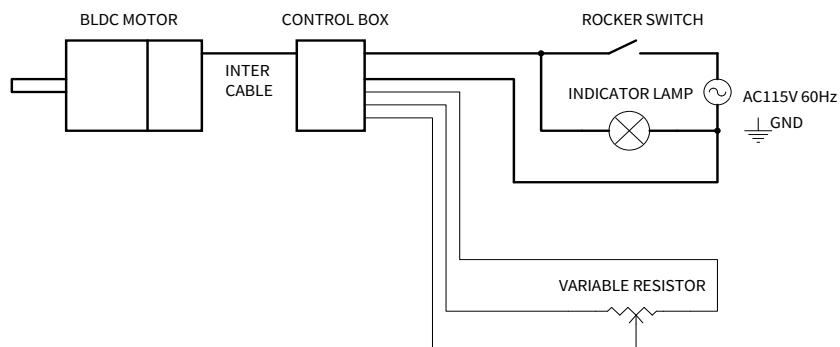 BLDC MOTOR
CONTROL BOX
ROCKER SWITCH
INTER
CABLE
INDICATOR LAMP
AC115V 60Hz
GND
VARIABLE RESISTOR